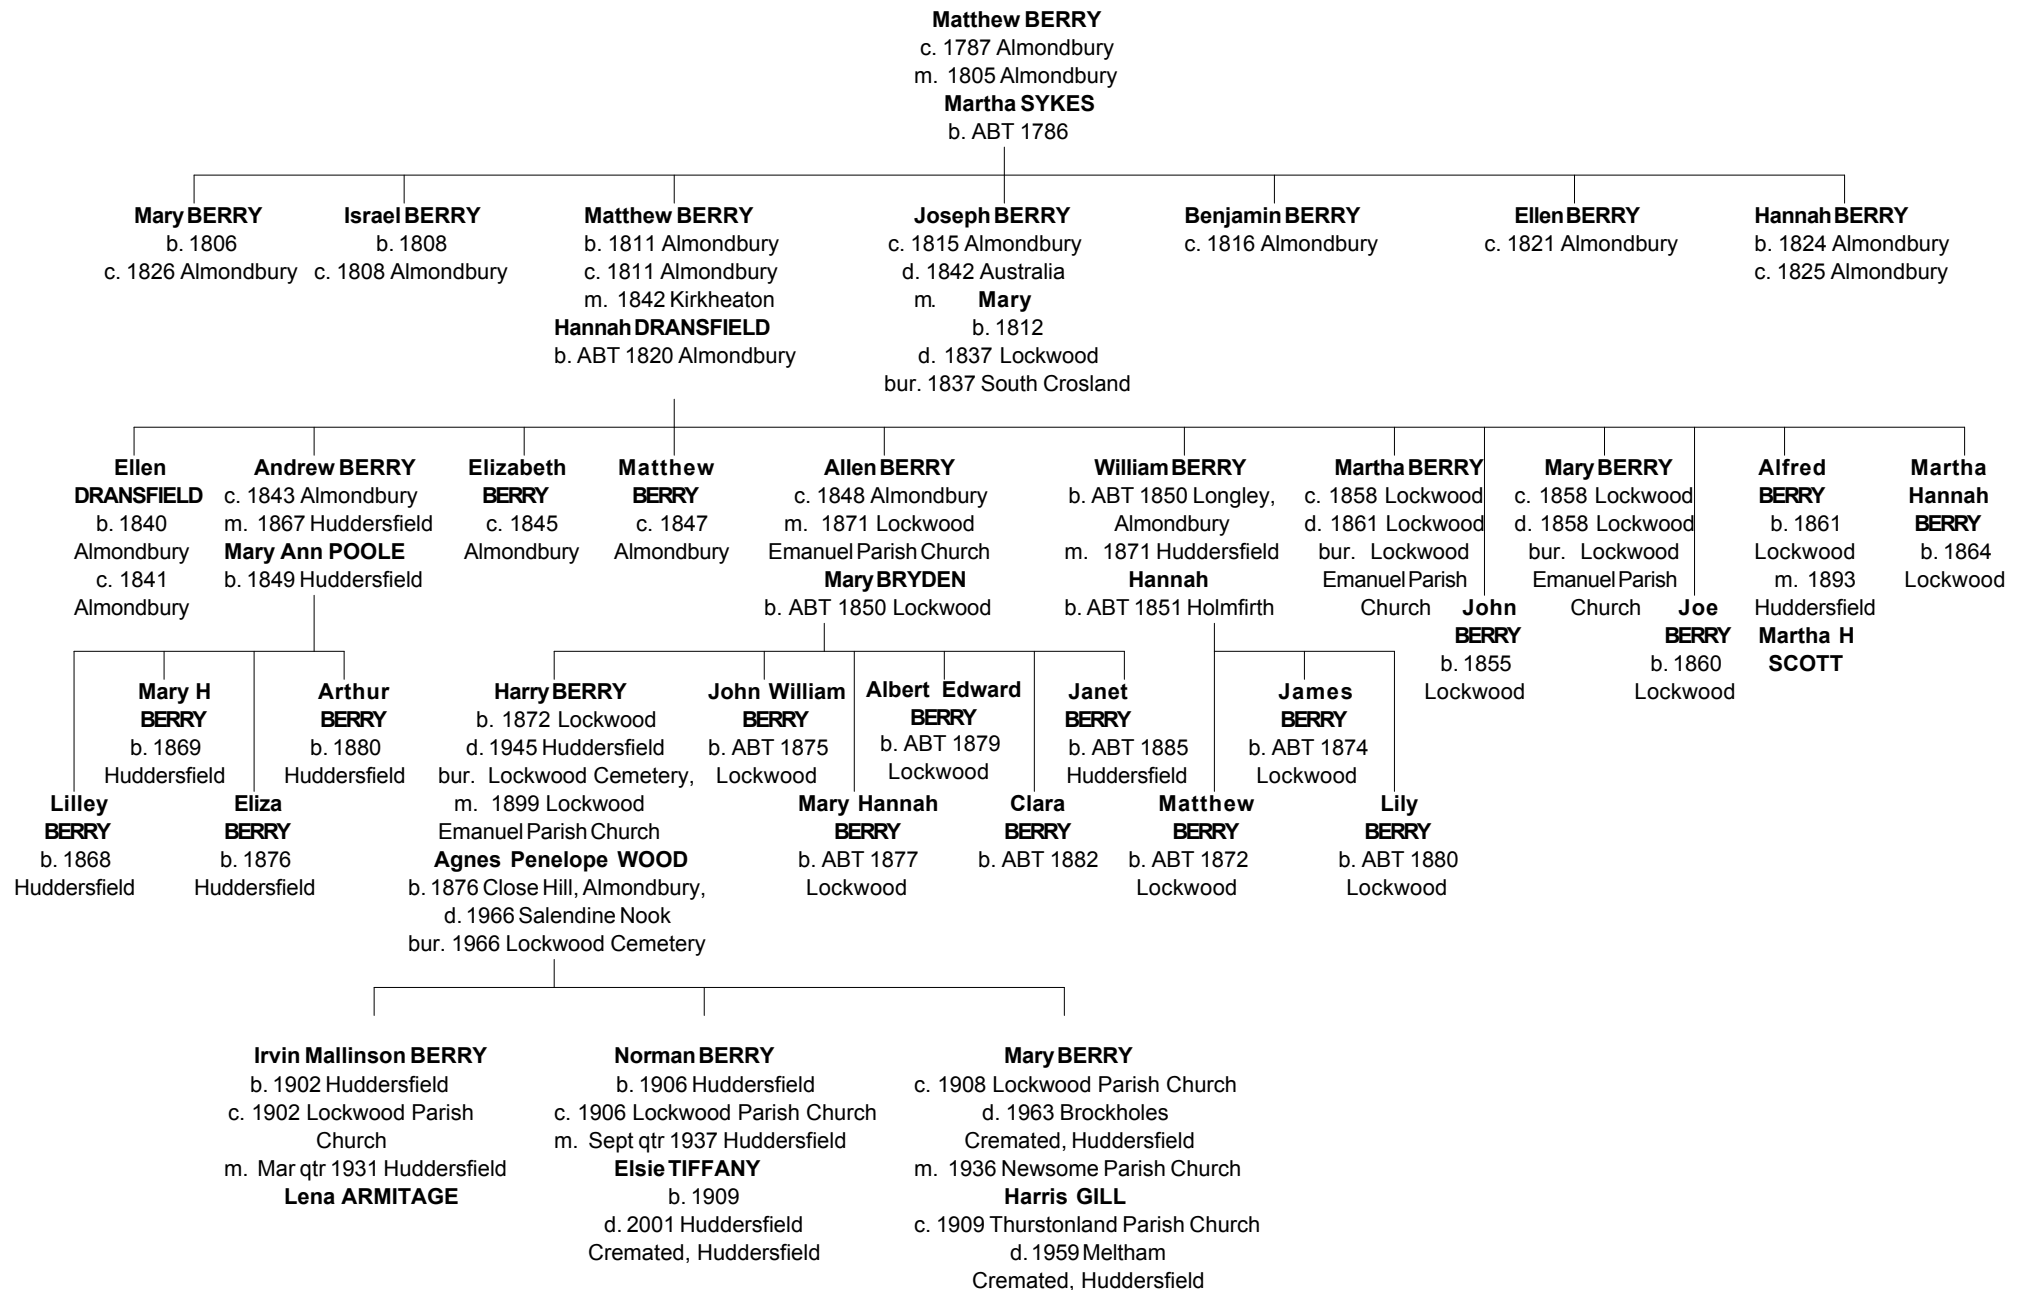 Matthew BERRY
c. 1787 Almondbury
m. 1805 Almondbury
Martha SYKES
b. ABT 1786
Mary BERRY
b. 1806
c. 1826 Almondbury
Israel BERRY
b. 1808
c. 1808 Almondbury
Matthew BERRY
b. 1811 Almondbury
c. 1811 Almondbury
m. 1842 Kirkheaton
Hannah DRANSFIELD
b. ABT 1820 Almondbury
Joseph BERRY
c. 1815 Almondbury
d. 1842 Australia
m. Mary
b. 1812
d. 1837 Lockwood
bur. 1837 South Crosland
Benjamin BERRY
c. 1816 Almondbury
Ellen BERRY
c. 1821 Almondbury
Hannah BERRY
b. 1824 Almondbury
c. 1825 Almondbury
Ellen
DRANSFIELD
b. 1840
Almondbury
c. 1841
Almondbury
Andrew BERRY
c. 1843 Almondbury
m. 1867 Huddersfield
Mary Ann POOLE
b. 1849 Huddersfield
Elizabeth
BERRY
c. 1845
Almondbury
Matthew
BERRY
c. 1847
Almondbury
Allen BERRY
c. 1848 Almondbury
m. 1871 Lockwood
Emanuel Parish Church
Mary BRYDEN
b. ABT 1850 Lockwood
William BERRY
b. ABT 1850 Longley,
Almondbury
m. 1871 Huddersfield
Hannah
b. ABT 1851 Holmfirth
Martha BERRY
c. 1858 Lockwood
d. 1861 Lockwood
bur. Lockwood
Emanuel Parish
Church
John
BERRY
b. 1855
Lockwood
Mary BERRY
c. 1858 Lockwood
d. 1858 Lockwood
bur. Lockwood
Emanuel Parish
Church
Joe
BERRY
b. 1860
Lockwood
Alfred
BERRY
b. 1861
Lockwood
m. 1893
Huddersfield
Martha H
SCOTT
Martha
Hannah
BERRY
b. 1864
Lockwood
Lilley
BERRY
b. 1868
Huddersfield
Mary H
BERRY
b. 1869
Huddersfield
Eliza
BERRY
b. 1876
Huddersfield
Arthur
BERRY
b. 1880
Huddersfield
Harry BERRY
b. 1872 Lockwood
d. 1945 Huddersfield
bur. Lockwood Cemetery,
m. 1899 Lockwood
Emanuel Parish Church
Agnes Penelope WOOD
b. 1876 Close Hill, Almondbury,
d. 1966 Salendine Nook
bur. 1966 Lockwood Cemetery
John William
BERRY
b. ABT 1875
Lockwood
Mary Hannah
BERRY
b. ABT 1877
Lockwood
Albert Edward
BERRY
b. ABT 1879
Lockwood
Clara
BERRY
b. ABT 1882
Janet
BERRY
b. ABT 1885
Huddersfield
Matthew
BERRY
b. ABT 1872
Lockwood
James
BERRY
b. ABT 1874
Lockwood
Lily
BERRY
b. ABT 1880
Lockwood
Irvin Mallinson BERRY
b. 1902 Huddersfield
c. 1902 Lockwood Parish
Church
m. Mar qtr 1931 Huddersfield
Lena ARMITAGE
Norman BERRY
b. 1906 Huddersfield
c. 1906 Lockwood Parish Church
m. Sept qtr 1937 Huddersfield
Elsie TIFFANY
b. 1909
d. 2001 Huddersfield
Cremated, Huddersfield
Mary BERRY
c. 1908 Lockwood Parish Church
d. 1963 Brockholes
Cremated, Huddersfield
m. 1936 Newsome Parish Church
Harris GILL
c. 1909 Thurstonland Parish Church
d. 1959 Meltham
Cremated, Huddersfield